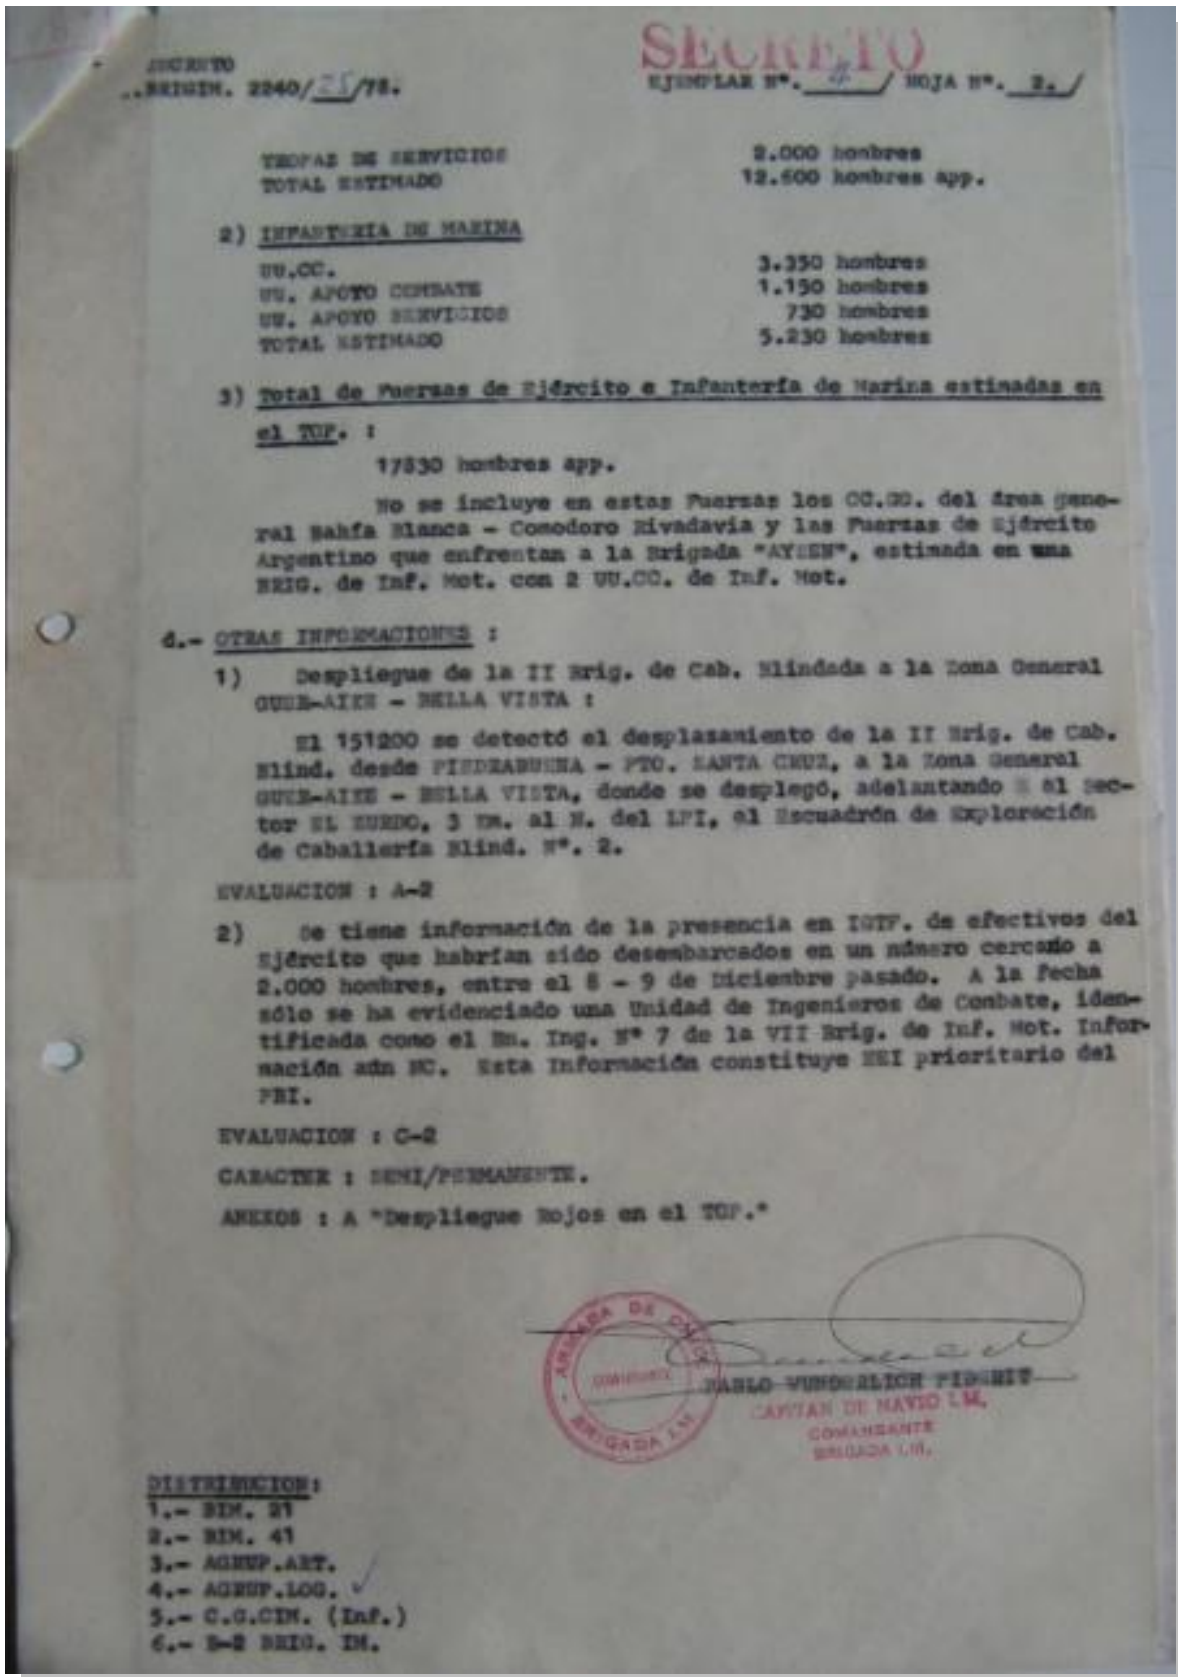 SECRETO
SECRETO
BRIGIM. 2240/25/78.
EJEMPLAR N°. 4 / HOJA N°. 2. /
TROPAS DE SERVICIOS 2.000 hombres
TOTAL ESTIMADO 12.600 hombres app.
2) INFANTERIA DE MARINA
UU.CC. 3.350 hombres
UU. APOYO COMBATE 1.150 hombres
UU. APOYO SERVICIOS 730 hombres
TOTAL ESTIMADO 5.230 hombres
3) Total de Fuerzas de Ejército e Infantería de Marina estimadas en
el TOP. :
17830 hombres app.
No se incluye en estas Fuerzas los CC.GG. del área gene-
ral Bahía Blanca - Comodoro Rivadavia y las Fuerzas de Ejército
Argentino que enfrentan a la Brigada "AYSEN", estimada en una
BRIG. de Inf. Mot. con 2 UU.CC. de Inf. Mot.
d.- OTRAS INFORMACIONES :
1) Despliegue de la II Brig. de Cab. Blindada a la Zona General
GUER-AIKE - BELLA VISTA :
El 151200 se detectó el desplazamiento de la II Brig. de Cab.
Blind. desde PIEDRABUENA - PTO. SANTA CRUZ, a la Zona General
GUER-AIKE - BELLA VISTA, donde se desplegó, adelantando al Sec-
tor EL ZURDO, 3 Km. al N. del LPI, el Escuadrón de Exploración
de Caballería Blind. N°. 2.
EVALUACION : A-2
2) Se tiene información de la presencia en IGTF. de efectivos del
Ejército que habrían sido desembarcados en un número cercano a
2.000 hombres, entre el 8 - 9 de Diciembre pasado. A la fecha
sólo se ha evidenciado una Unidad de Ingenieros de Combate, iden-
tificada como el Bn. Ing. N° 7 de la VII Brig. de Inf. Mot. Infor-
mación aún NC. Esta Información constituye EEI prioritario del
PBI.
EVALUACION : C-2
CARACTER : SEMI/PERMANENTE.
ANEXOS : A "Despliegue Rojos en el TOP."
ARMADA DE CHILE
COMANDANTE
BRIGADA I.M.
PABLO WUNDERLICH PIDERIT
CAPITAN DE NAVIO I.M.
COMANDANTE
BRIGADA I.M.
DISTRIBUCION:
1.- BIM. 21
2.- BIM. 41
3.- AGRUP.ART.
4.- AGRUP.LOG. ✓
5.- C.G.CIM. (Inf.)
6.- S-2 BRIG. IM.